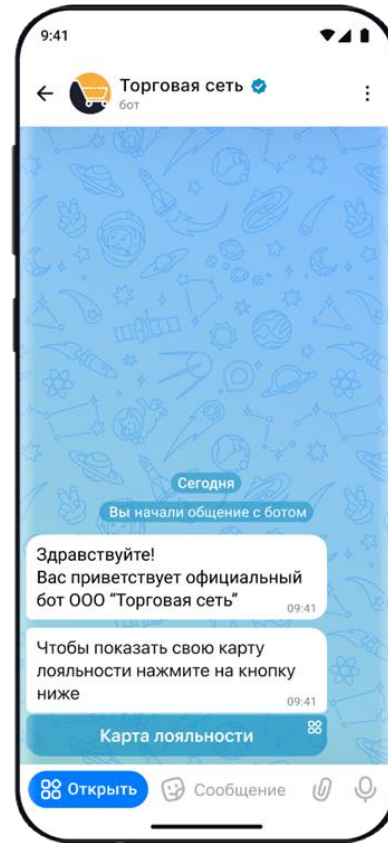 9:41
Торговая сеть
бот
Сегодня
Вы начали общение с ботом
Здравствуйте!
Вас приветствует официальный
бот ООО “Торговая сеть”
09:41
Чтобы показать свою карту
лояльности нажмите на кнопку
ниже
09:41
Карта лояльности
Открыть
Сообщение